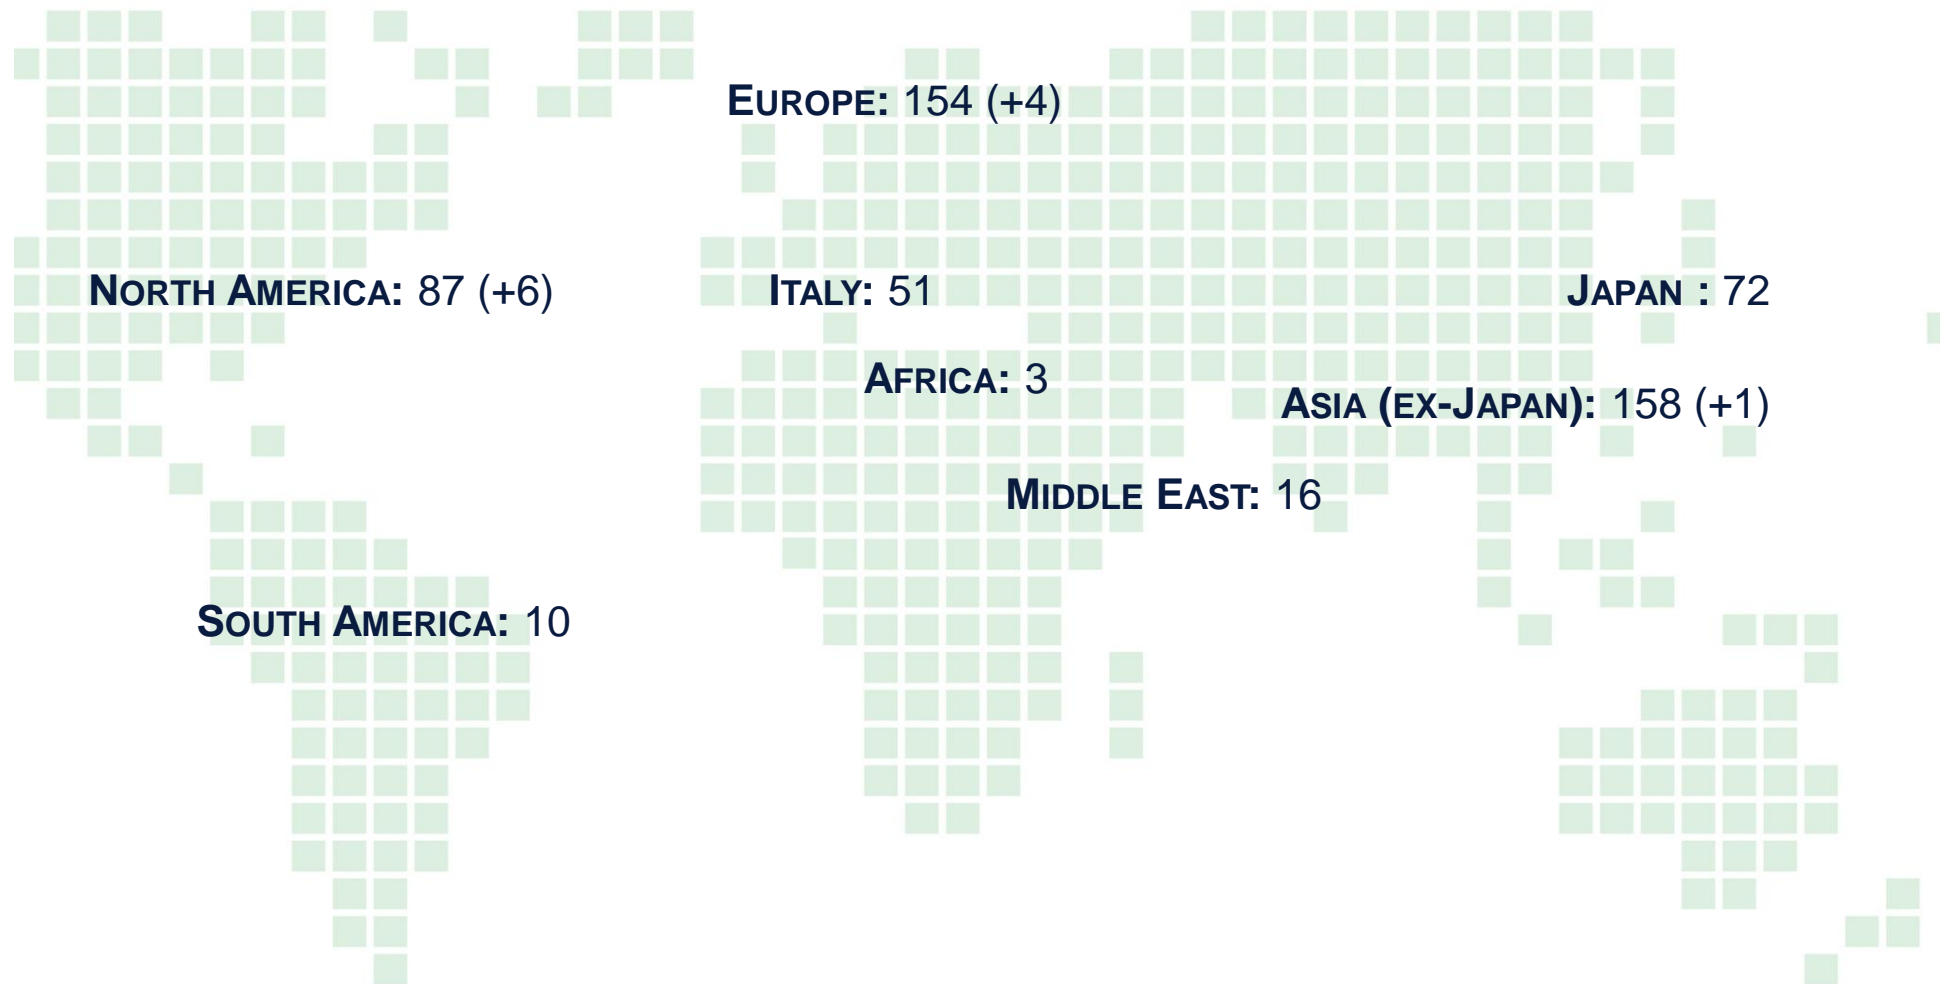 EUROPE: 154 (+4)
NORTH AMERICA: 87 (+6)
ITALY: 51
JAPAN : 72
AFRICA: 3
ASIA (EX-JAPAN): 158 (+1)
MIDDLE EAST: 16
SOUTH AMERICA: 10